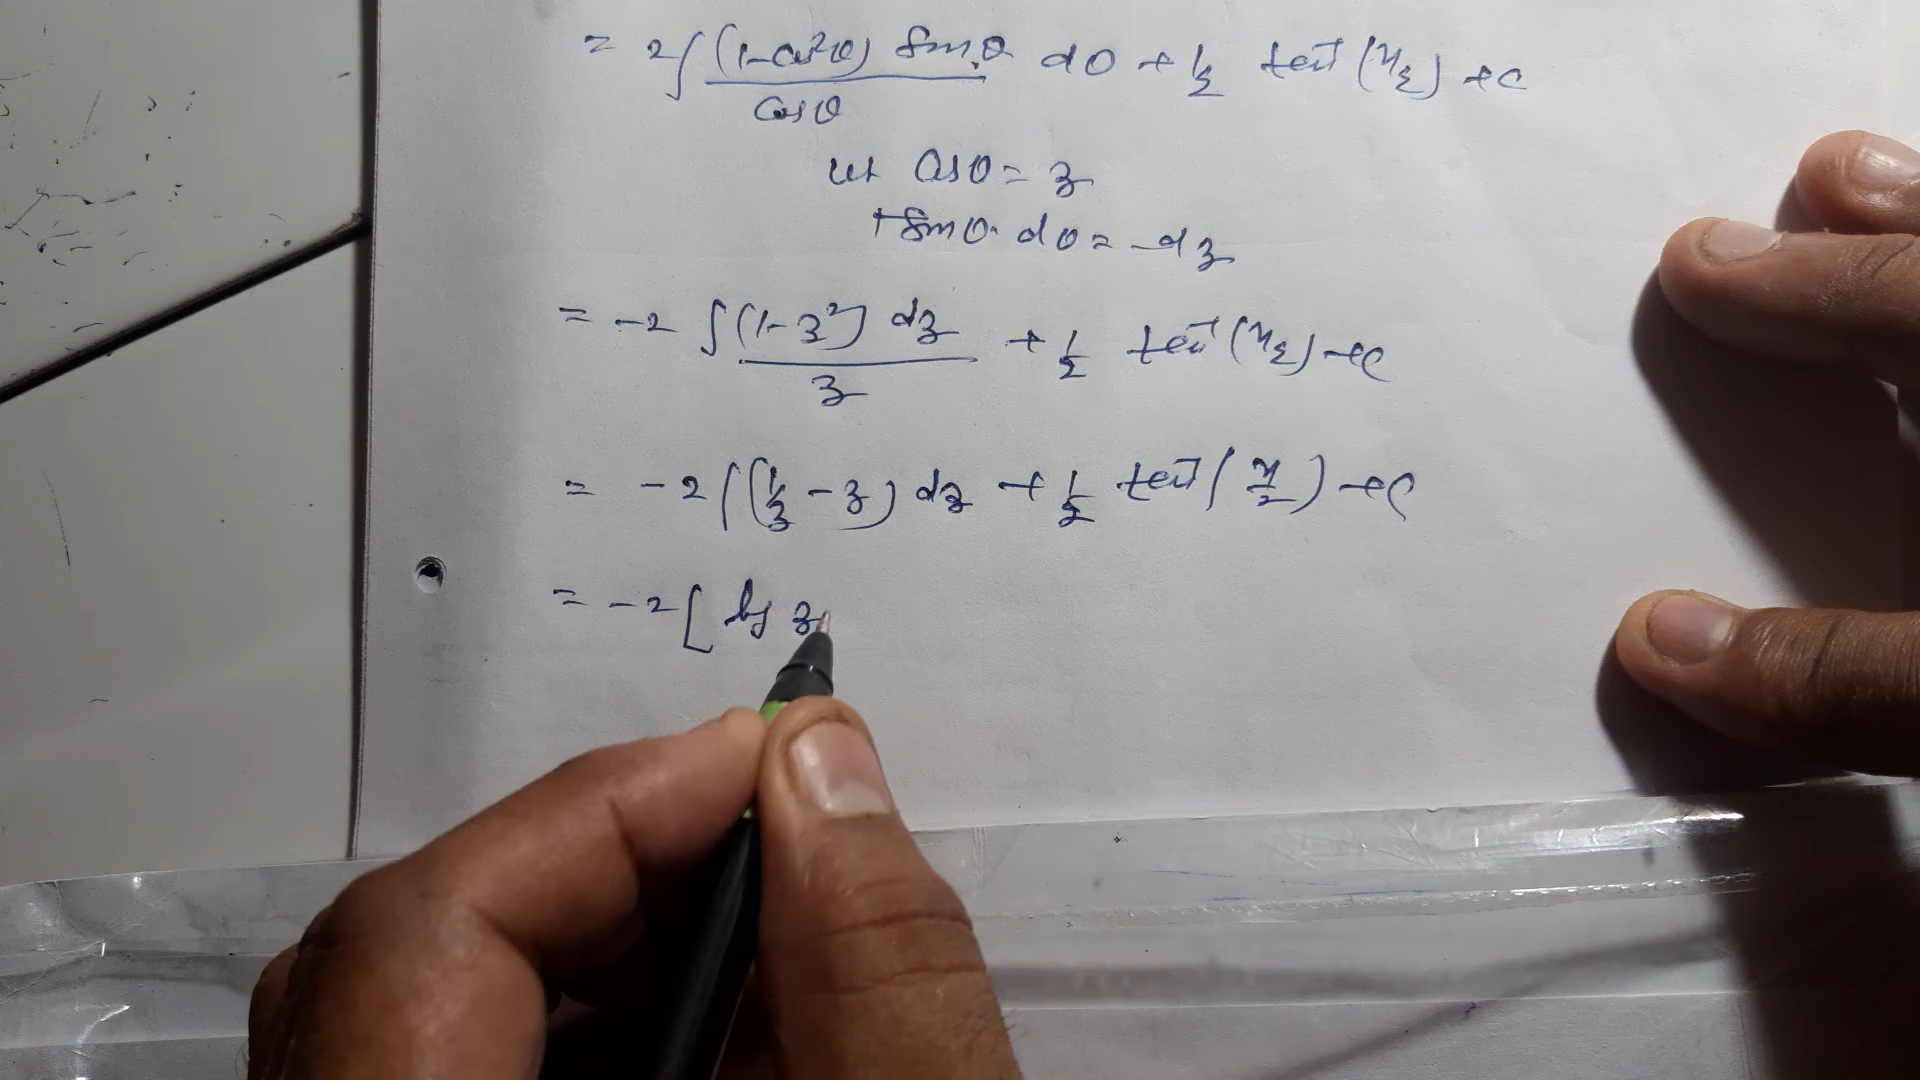 = 2∫ (1-cos²θ) sinθ / cosθ dθ + 1/2 tan⁻¹(x/2) + c
let cosθ = z
+sinθ. dθ = -dz
= -2 ∫ (1-z²) dz / z + 1/2 tan⁻¹(x/2) + c
= -2 ∫ (1/z - z) dz + 1/2 tan⁻¹(x/2) + c
= -2 [ log z